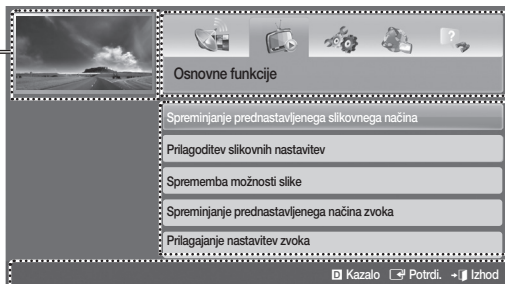 Osnovne funkcije
Spreminjanje prednastavljenega slikovnega načina
Prilagoditev slikovnih nastavitev
Sprememba možnosti slike
Spreminjanje prednastavljenega načina zvoka
Prilagajanje nastavitev zvoka
D Kazalo Potrdi. Izhod